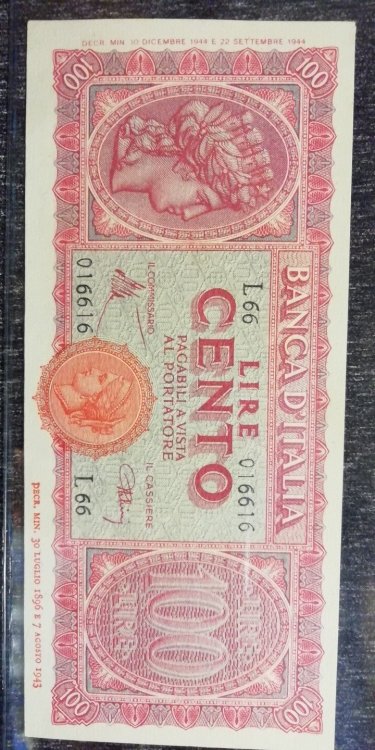 DECR. MIN. 10 DICEMBRE 1944 E 22 SETTEMBRE 1944
100
100
BANCA D'ITALIA
L66
LIRE
016616
CENTO
PAGABILI A VISTA
AL PORTATORE
IL COMMISSARIO
IL CASSIERE
016616
L66
LIRE
100
LIRE
100
100
DECR. MIN. 30 LUGLIO 1896 E 7 AGOSTO 1943